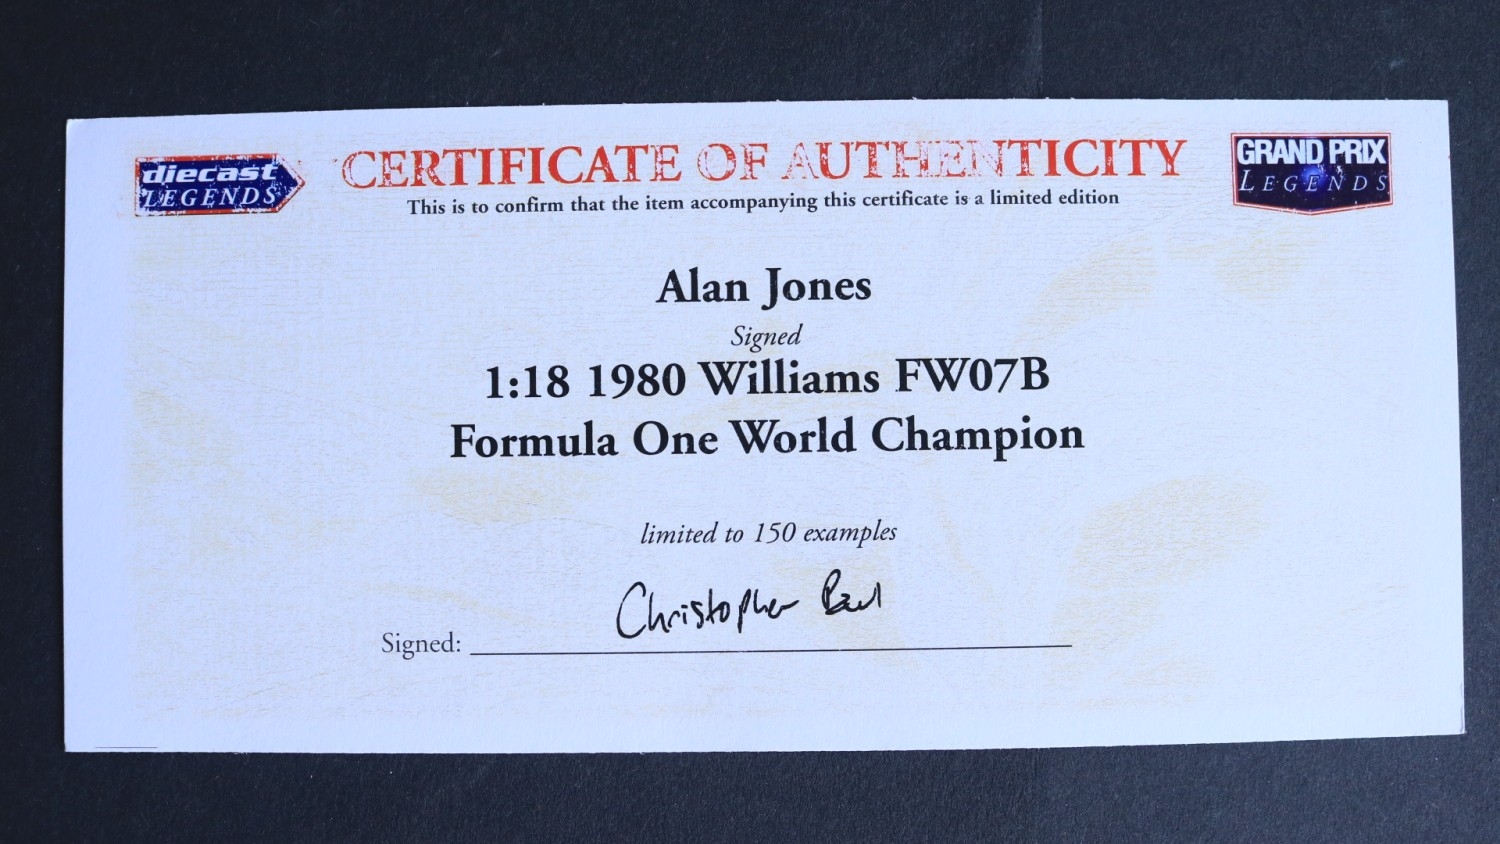 diecast
LEGENDS
CERTIFICATE OF AUTHENTICITY
GRAND PRIX
LEGENDS
This is to confirm that the item accompanying this certificate is a limited edition
Alan Jones
Signed
1:18 1980 Williams FW07B
Formula One World Champion
limited to 150 examples
Christopher
Signed: